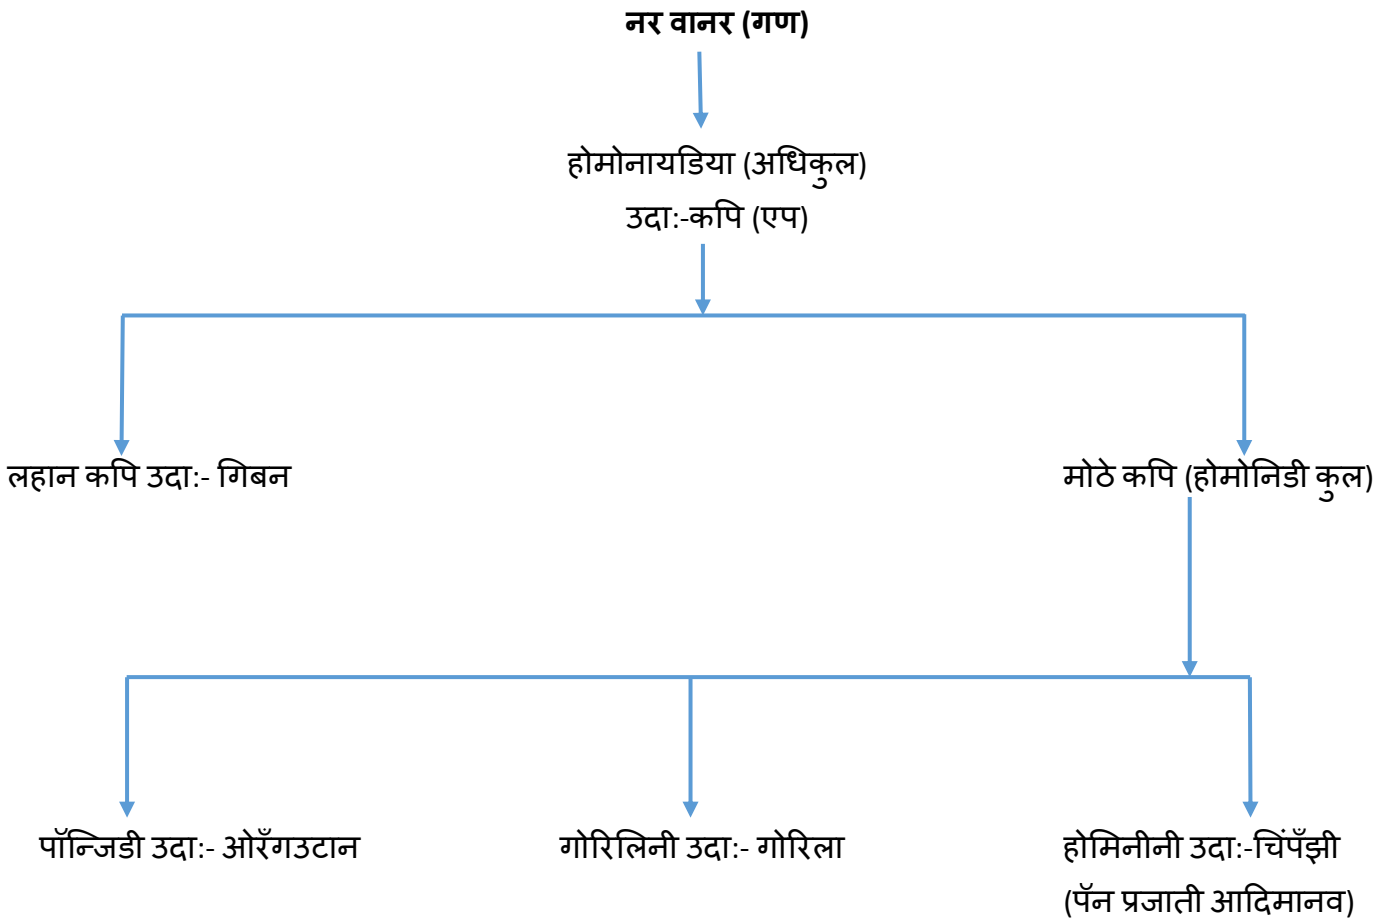 नर वानर (गण)
होमोनायडिया (अधिकुल)
उदा:-कपि (एप)
लहान कपि उदा:- गिबन
मोठे कपि (होमोनिडी कुल)
पॉन्जिडी उदा:- ओरँगउटान
गोरिलिनी उदा:- गोरिला
होमिनीनी उदा:-चिंपँझी
(पॅन प्रजाती आदिमानव)